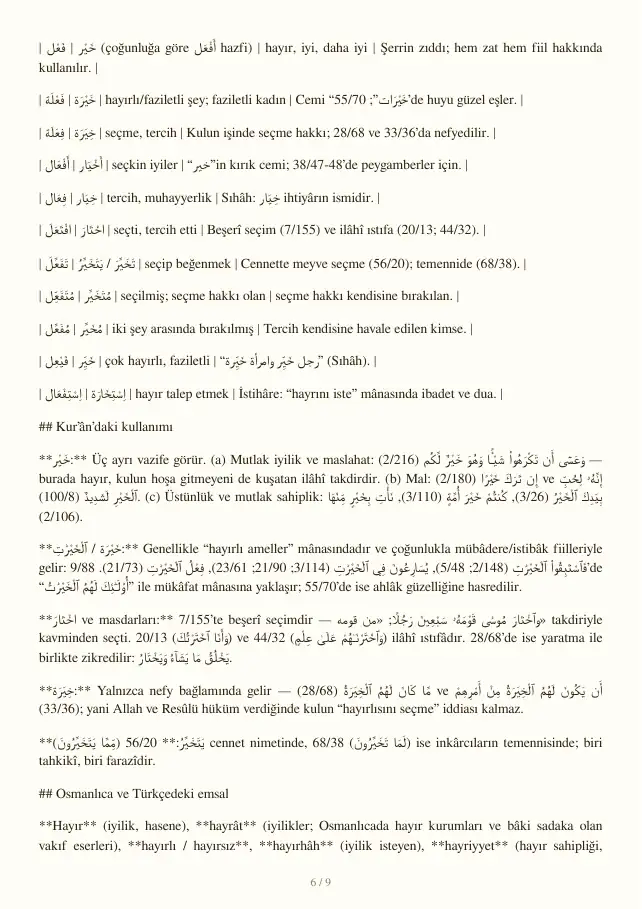 | خَيْر | فَعْل (çoğunluğa göre أَفْعَل hazfi) | hayır, iyi, daha iyi | Şerrin zıddı; hem zat hem fiil hakkında
kullanılır. |
| خَيْرَة | فَعْلَة | hayırlı/faziletli şey; faziletli kadın | Cemi “خَيْرَات”; 55/70’de huyu güzel eşler. |
| خِيَرَة | فِعَلَة | seçme, tercih | Kulun işinde seçme hakkı; 28/68 ve 33/36’da nefyedilir. |
| أَخْيَار | أَفْعَال | seçkin iyiler | “خير”in kırık cemi; 38/47-48’de peygamberler için. |
| خِيَار | فِعَال | tercih, muhayyerlik | Sıhâh: خِيَار ihtiyârın ismidir. |
| اخْتَارَ | افْتَعَلَ | seçti, tercih etti | Beşerî seçim (7/155) ve ilâhî ıstıfa (20/13; 44/32). |
| تَخَيَّرَ / يَتَخَيَّرُ | تَفَعَّلَ | seçip beğenmek | Cennette meyve seçme (56/20); temennide (68/38). |
| مُتَخَيَّر | مُتَفَعَّل | seçilmiş; seçme hakkı olan | seçme hakkı kendisine bırakılan. |
| مُخَيَّر | مُفَعَّل | iki şey arasında bırakılmış | Tercih kendisine havale edilen kimse. |
| خَيِّر | فَيْعِل | çok hayırlı, faziletli | “رجل خَيِّر وامرأة خَيِّرة” (Sıhâh). |
| اِسْتِخَارَة | اِسْتِفْعَال | hayır talep etmek | İstihâre: “hayrını iste” mânasında ibadet ve dua. |
## Kur’ân’daki kullanımı
**خَيْر:** Üç ayrı vazife görür. (a) Mutlak iyilik ve maslahat: (2/216) وَعَسٰٓى أَن تَكْرَهُوا۟ شَيْـًٔا وَهُوَ خَيْرٌ لَّكُم —
burada hayır, kulun hoşa gitmeyeni de kuşatan ilâhî takdirdir. (b) Mal: (2/180) إِن تَرَكَ خَيْرًا ve إِنَّهُۥ لِحُبِّ
ٱلْخَيْرِ لَشَدِيدٌ (100/8). (c) Üstünlük ve mutlak sahiplik: بِيَدِكَ ٱلْخَيْرُ (3/26), كُنتُمْ خَيْرَ أُمَّةٍ (3/110), نَأْتِ بِخَيْرٍ مِّنْهَا
(2/106).
**خَيْرَة / ٱلْخَيْرَٰتِ:** Genellikle “hayırlı ameller” mânasındadır ve çoğunlukla mübâdere/istibâk fiilleriyle
gelir: فَٱسْتَبِقُوا۟ ٱلْخَيْرَٰتِ (2/148; 5/48), يُسَارِعُونَ فِى ٱلْخَيْرَٰتِ (3/114; 21/90; 23/61), فِعْلَ ٱلْخَيْرَٰتِ (21/73). 9/88’de
“أُو۟لَـٰٓئِكَ لَهُمُ ٱلْخَيْرَٰتُ” ile mükâfat mânasına yaklaşır; 55/70’de ise ahlâk güzelliğine hasredilir.
**اخْتَارَ ve masdarları:** 7/155’te beşerî seçimdir — «وَٱخْتَارَ مُوسَىٰ قَوْمَهُۥ سَبْعِينَ رَجُلًا; «من قومه» takdiriyle
kavminden seçti. 20/13 (وَأَنَا ٱخْتَرْتُكَ) ve 44/32 (وَلَقَدِ ٱخْتَرْنَـٰهُمْ عَلَىٰ عِلْمٍ) ilâhî ıstıfâdır. 28/68’de ise yaratma ile
birlikte zikredilir: يَخْلُقُ مَا يَشَآءُ وَيَخْتَارُ.
**خِيَرَة:** Yalnızca nefy bağlamında gelir — (28/68) مَا كَانَ لَهُمُ ٱلْخِيَرَةُ ve أَن يَكُونَ لَهُمُ ٱلْخِيَرَةُ مِنْ أَمْرِهِمْ
(33/36); yani Allah ve Resûlü hüküm verdiğinde kulun “hayırlısını seçme” iddiası kalmaz.
**يَتَخَيَّرُ:** 56/20 (مِّمَّا يَتَخَيَّرُونَ) cennet nimetinde, 68/38 (لَمَا تَخَيَّرُونَ) ise inkârcıların temennisinde; biri
tahkikî, biri farazîdir.
## Osmanlıca ve Türkçedeki emsal
**Hayır** (iyilik, hasene), **hayrât** (iyilikler; Osmanlıcada hayır kurumları ve bâki sadaka olan
vakıf eserleri), **hayırlı / hayırsız**, **hayırhâh** (iyilik isteyen), **hayriyyet** (hayır sahipliği,
6 / 9